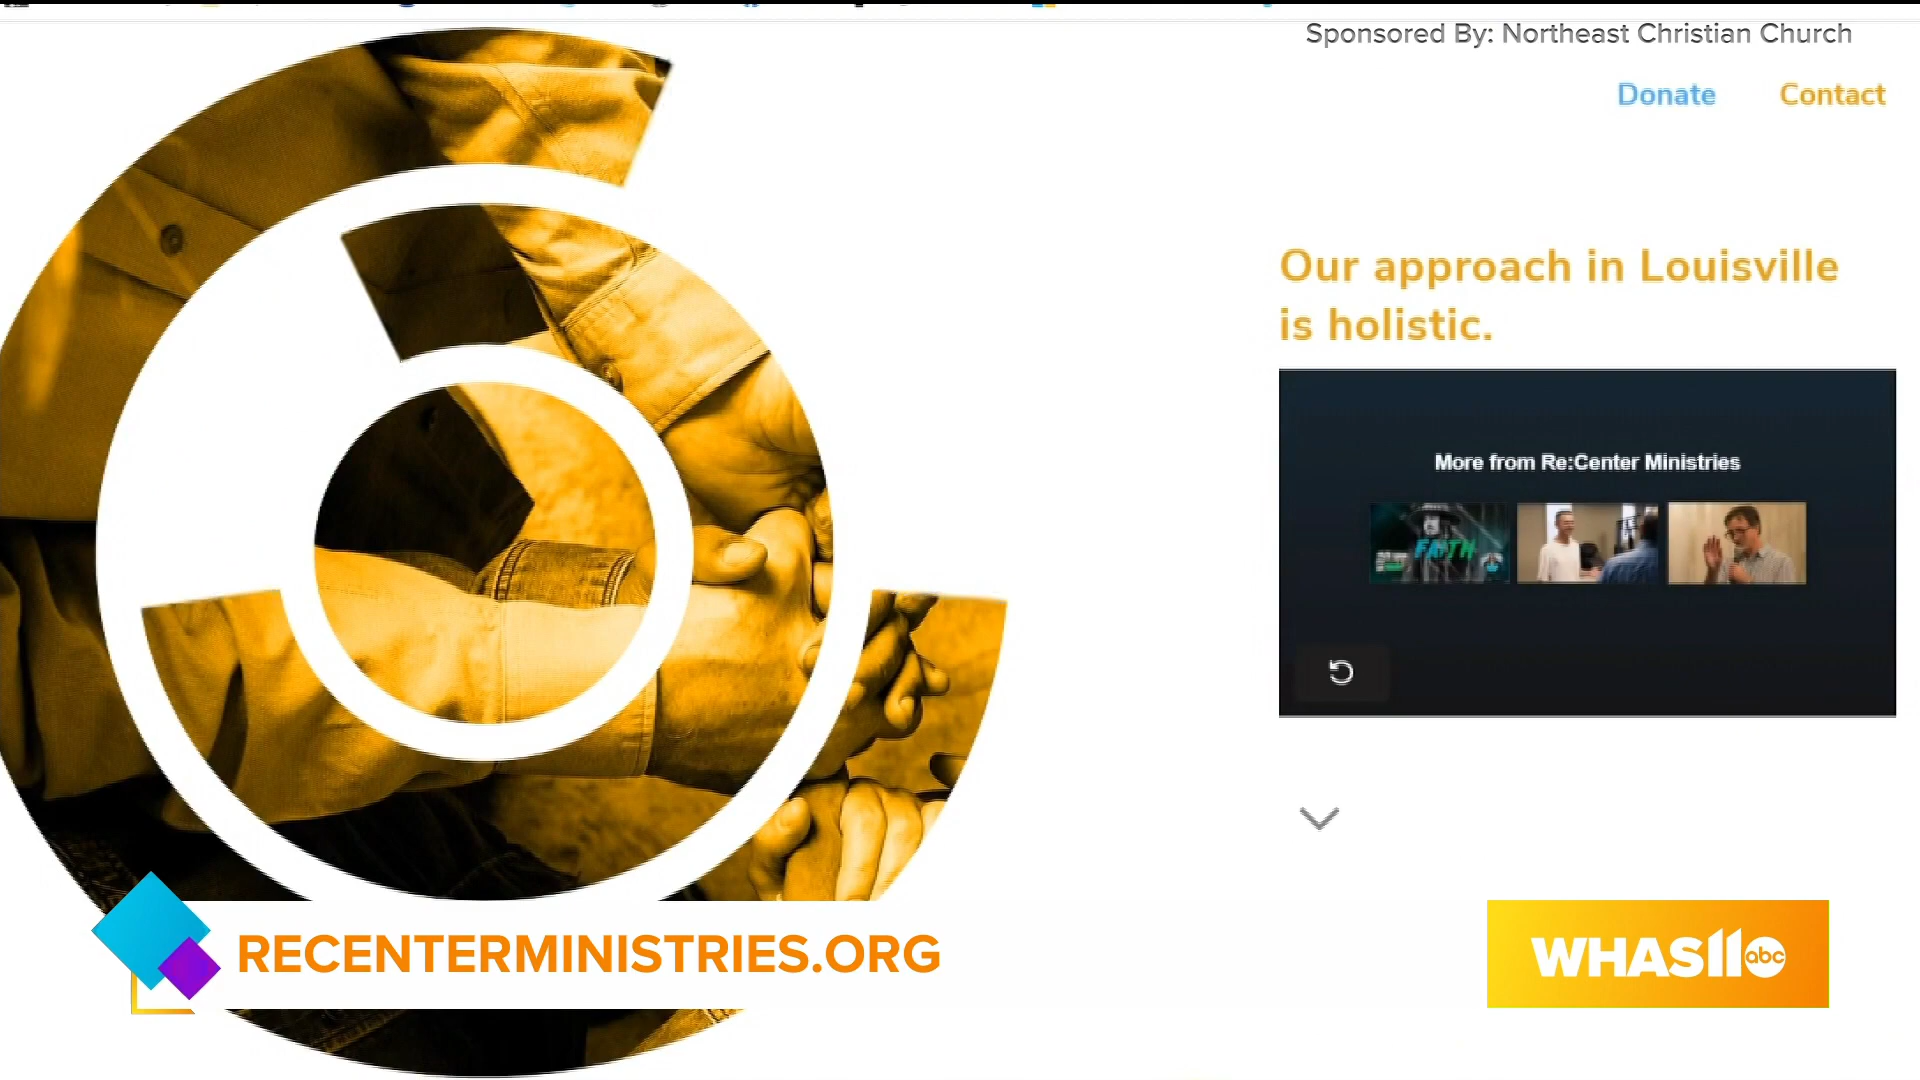 Sponsored By: Northeast Christian Church
Donate Contact
Our approach in Louisville
is holistic.
More from Re:Center Ministries
FAITH
RECENTERMINISTRIES.ORG
WHAS11 abc